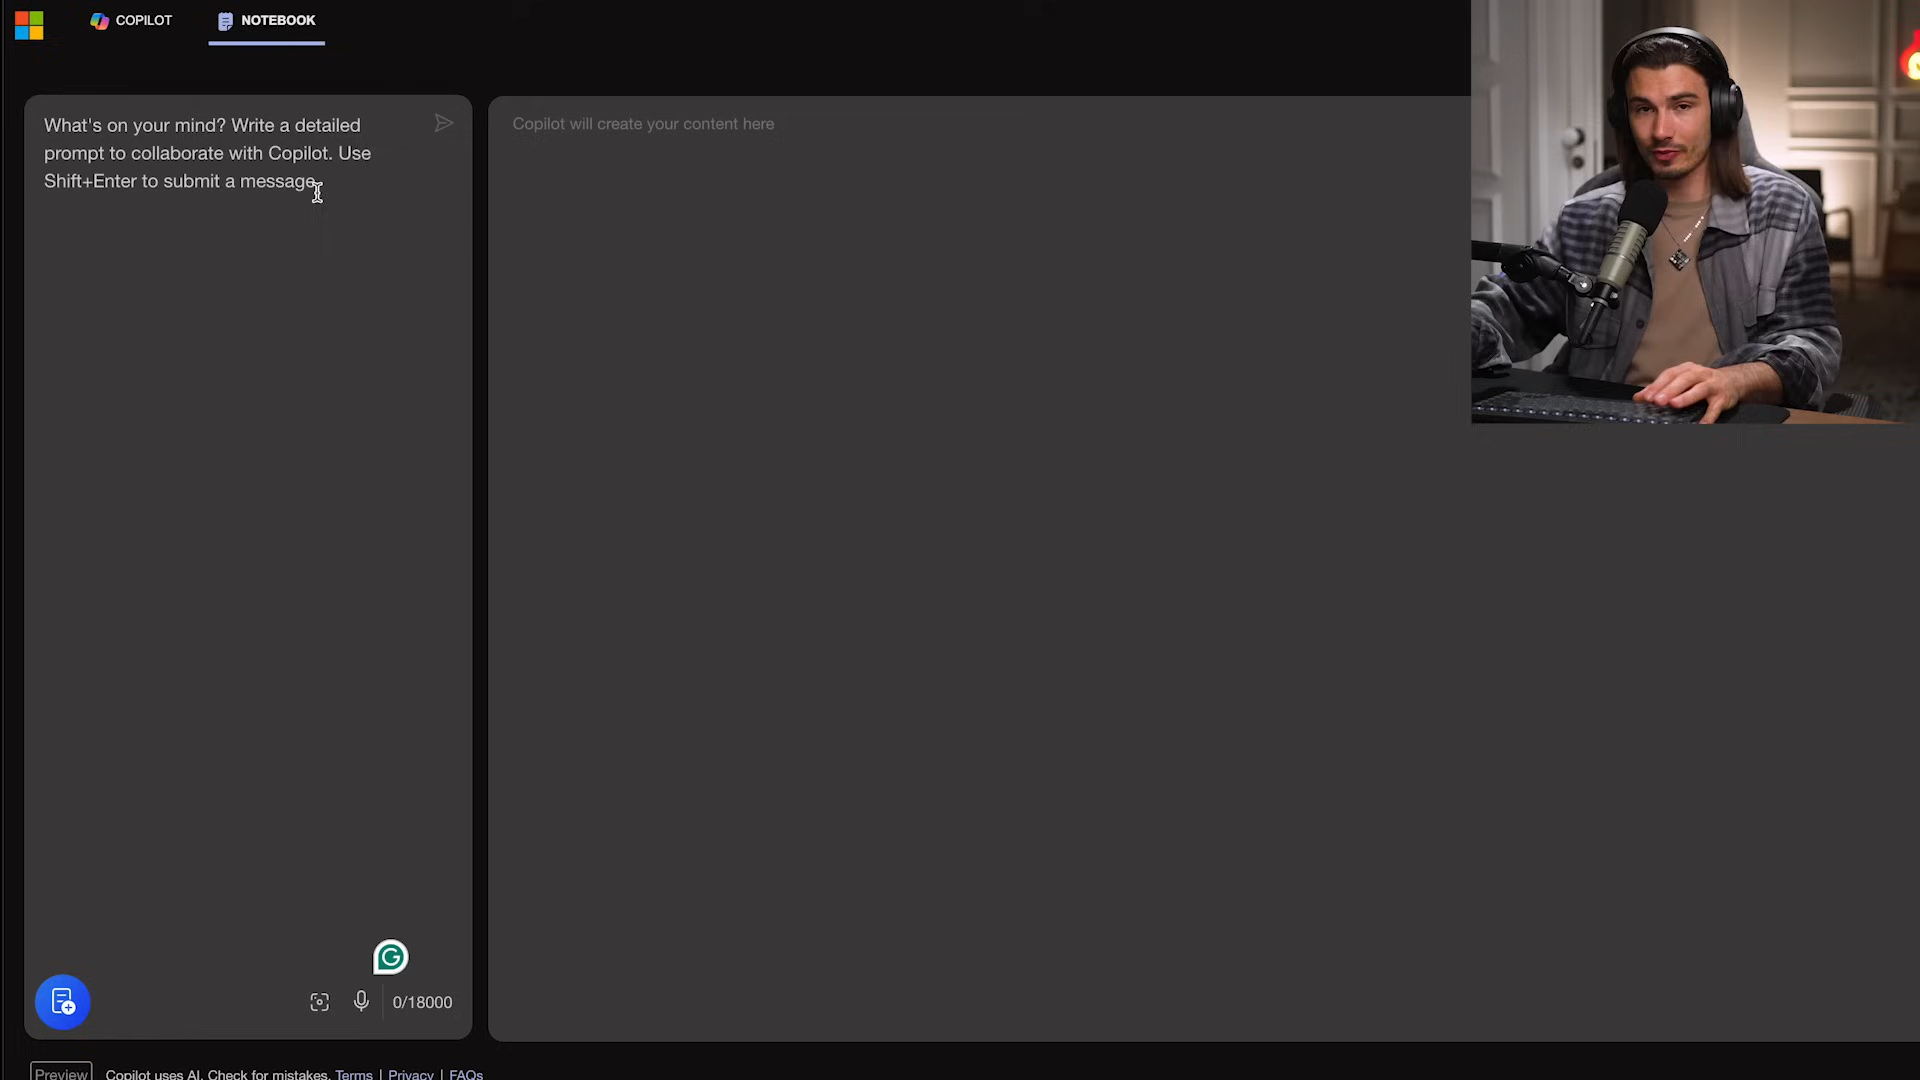 COPILOT
NOTEBOOK
What's on your mind? Write a detailed
prompt to collaborate with Copilot. Use
Shift+Enter to submit a message.
Copilot will create your content here
0/18000
Preview
Copilot uses AI. Check for mistakes. Terms | Privacy | FAQs